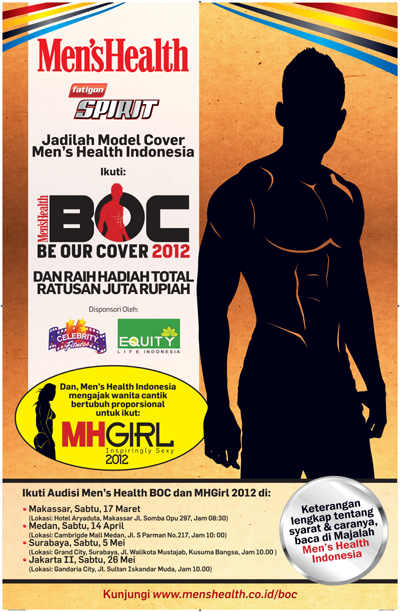 Men'sHealth
fatigon
SPIRIT
Jadilah Model Cover
Men's Health Indonesia
Ikuti:
Men'sHealth
BOC
BE OUR COVER 2012
DAN RAIH HADIAH TOTAL
RATUSAN JUTA RUPIAH
Disponsori Oleh:
CELEBRITY
Fitness
EQUITY
LIFE INDONESIA
Dan, Men's Health Indonesia
mengajak wanita cantik
bertubuh proporsional
untuk ikut:
MHGIRL
Inspiringly Sexy
2012
Ikuti Audisi Men's Health BOC dan MHGirl 2012 di:
• Makassar, Sabtu, 17 Maret
(Lokasi: Hotel Aryaduta, Makassar Jl. Somba Opu 297, Jam 08:30)
• Medan, Sabtu, 14 April
(Lokasi: Cambrigde Mall Medan, Jl. S Parman No.217, Jam 10: 00)
• Surabaya, Sabtu, 5 Mei
(Lokasi: Grand City, Surabaya, Jl. Walikota Mustajab, Kusuma Bangsa, Jam 10.00 )
• Jakarta II, Sabtu, 26 Mei
(Lokasi: Gandaria City, Jl. Sultan Iskandar Muda, Jam 10.00)
Keterangan
lengkap tentang
syarat & caranya,
baca di Majalah
Men's Health
Indonesia
Kunjungi www.menshealth.co.id/boc